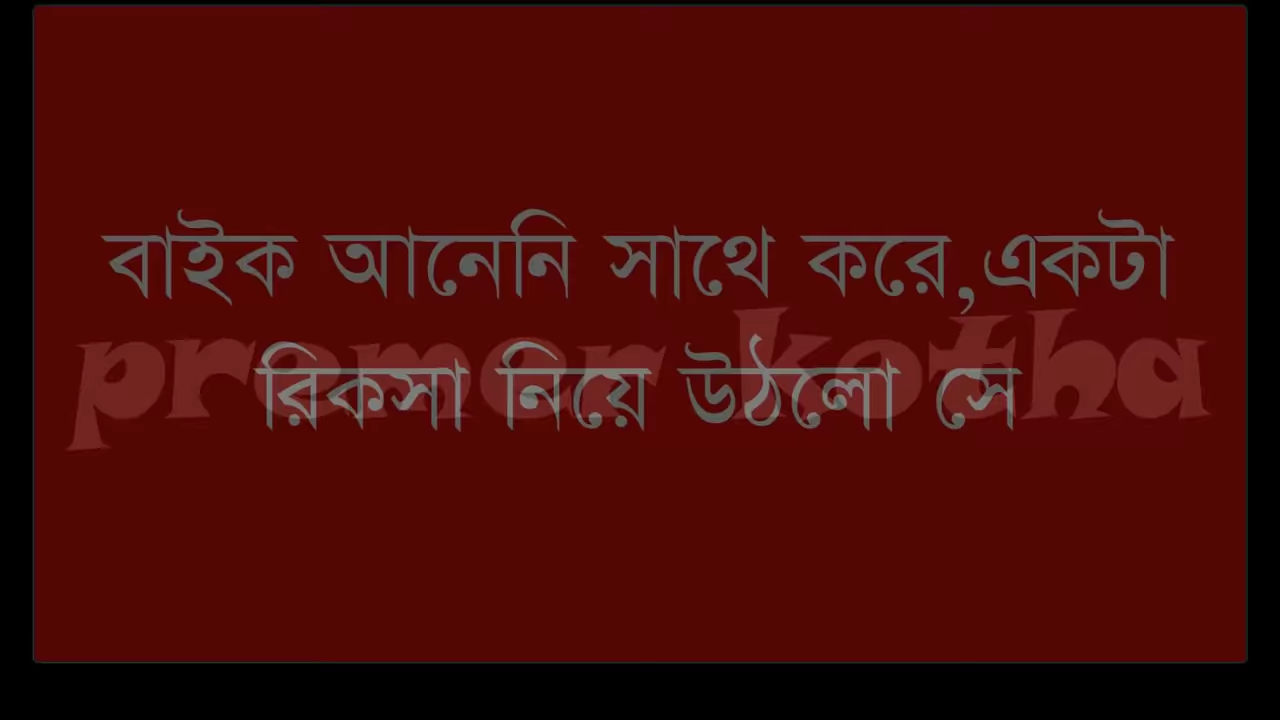 বাইক আনেনি সাথে করে,একটা
premer kotha
রিকসা নিয়ে উঠলো সে